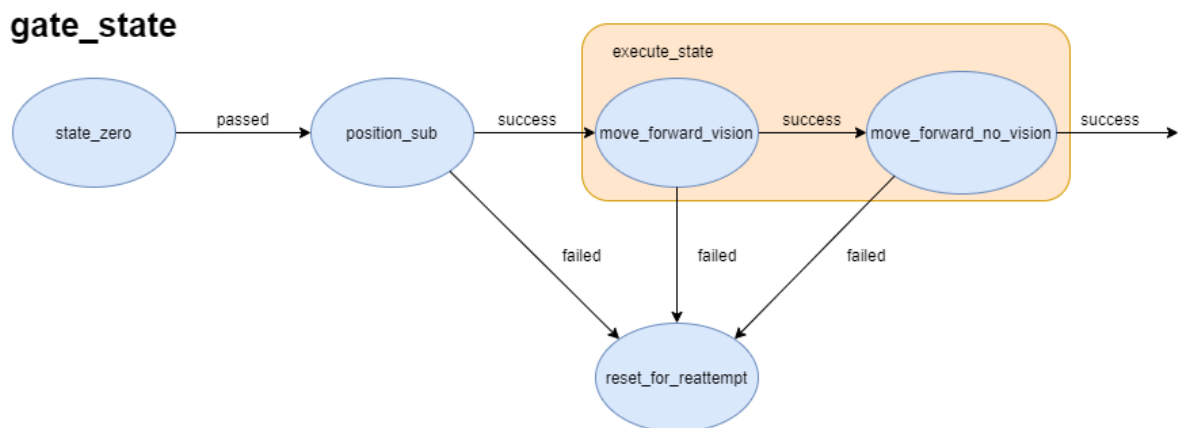 gate_state
execute_state
state_zero
passed
position_sub
success
move_forward_vision
success
move_forward_no_vision
success
failed
failed
failed
reset_for_reattempt